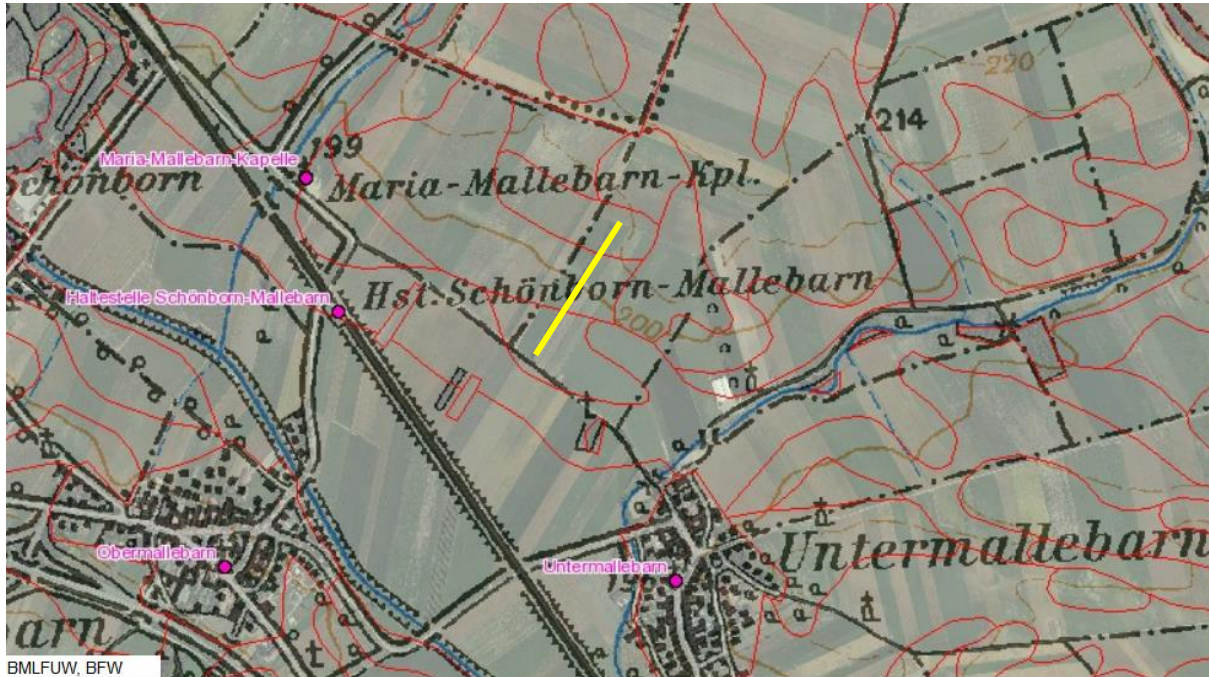 220
214
199
Maria-Mallebarn-Kapelle
Schönborn
Maria-Mallebarn-Kpl.
Haltestelle Schönborn-Mallebarn
Hst. Schönborn-Mallebarn
200
Obermallebarn
Untermallebarn
Untermallebarn
arn
BMLFUW, BFW